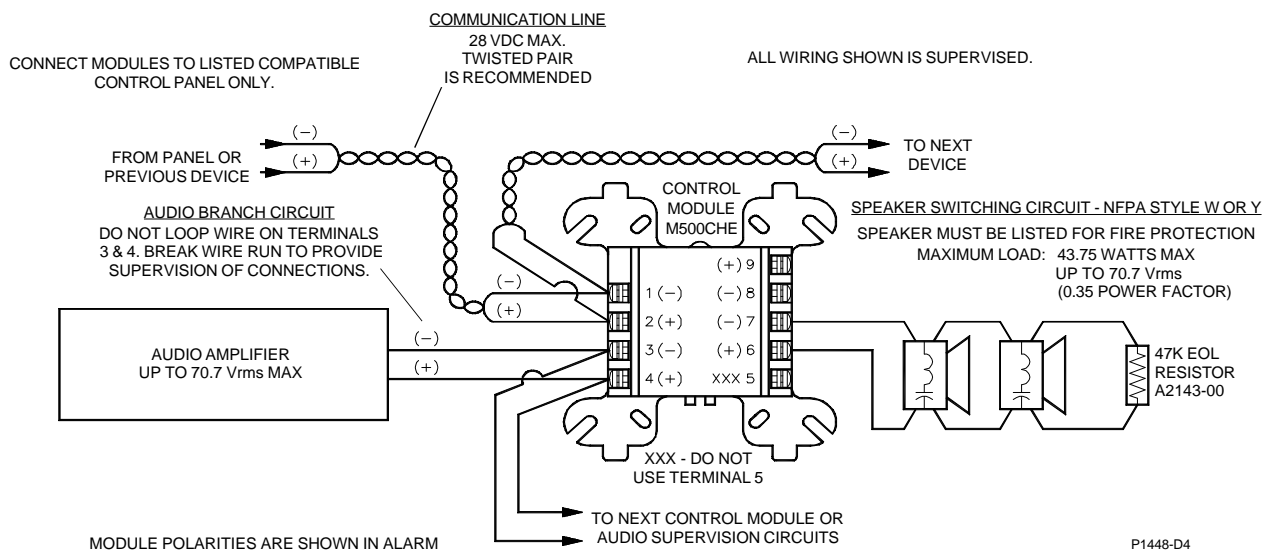 COMMUNICATION LINE
28 VDC MAX.
TWISTED PAIR
IS RECOMMENDED
CONNECT MODULES TO LISTED COMPATIBLE
CONTROL PANEL ONLY.
ALL WIRING SHOWN IS SUPERVISED.
(−)
(+)
FROM PANEL OR
PREVIOUS DEVICE
(−)
(+)
TO NEXT
DEVICE
AUDIO BRANCH CIRCUIT
DO NOT LOOP WIRE ON TERMINALS
3 & 4. BREAK WIRE RUN TO PROVIDE
SUPERVISION OF CONNECTIONS.
CONTROL
MODULE
M500CHE
SPEAKER SWITCHING CIRCUIT - NFPA STYLE W OR Y
SPEAKER MUST BE LISTED FOR FIRE PROTECTION
MAXIMUM LOAD: 43.75 WATTS MAX
UP TO 70.7 Vrms
(0.35 POWER FACTOR)
(−)
(+)
(−)
(+)
1 (−)
2 (+)
3 (−)
4 (+)
(+) 9
(−) 8
(−) 7
(+) 6
XXX 5
AUDIO AMPLIFIER
UP TO 70.7 Vrms MAX
47K EOL
RESISTOR
A2143-00
XXX - DO NOT
USE TERMINAL 5
TO NEXT CONTROL MODULE OR
AUDIO SUPERVISION CIRCUITS
MODULE POLARITIES ARE SHOWN IN ALARM
P1448-D4